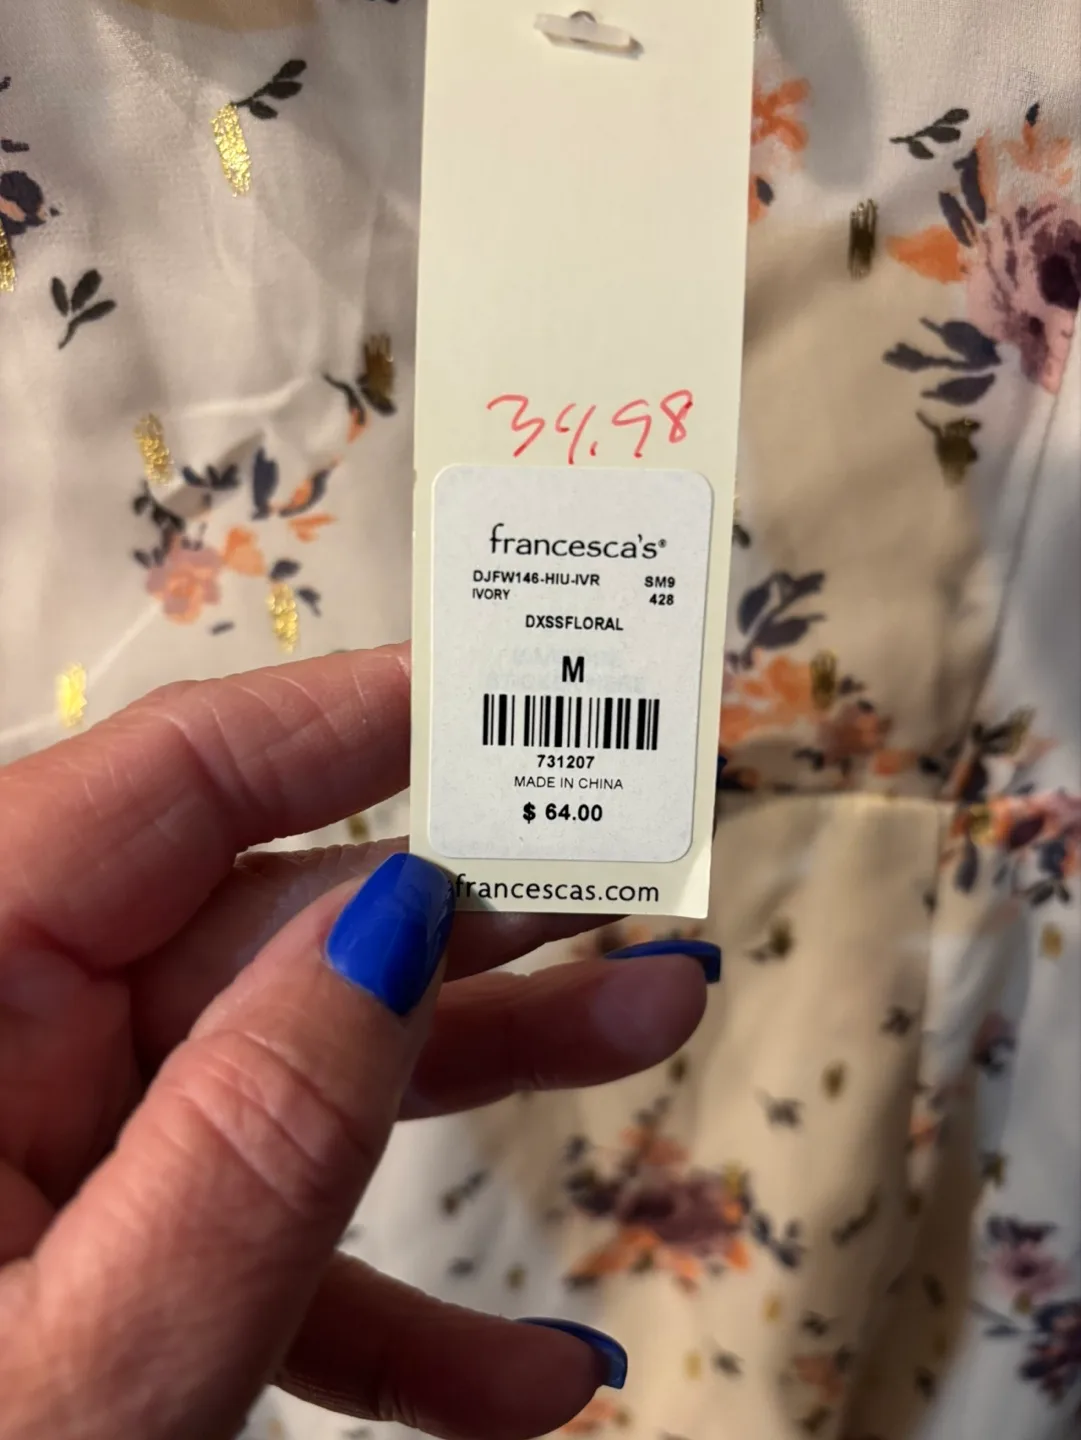 34.98
francesca's®
DJFW146-HIU-IVR SM9
IVORY 428
DXSSFLORAL
M
731207
MADE IN CHINA
$ 64.00
francescas.com